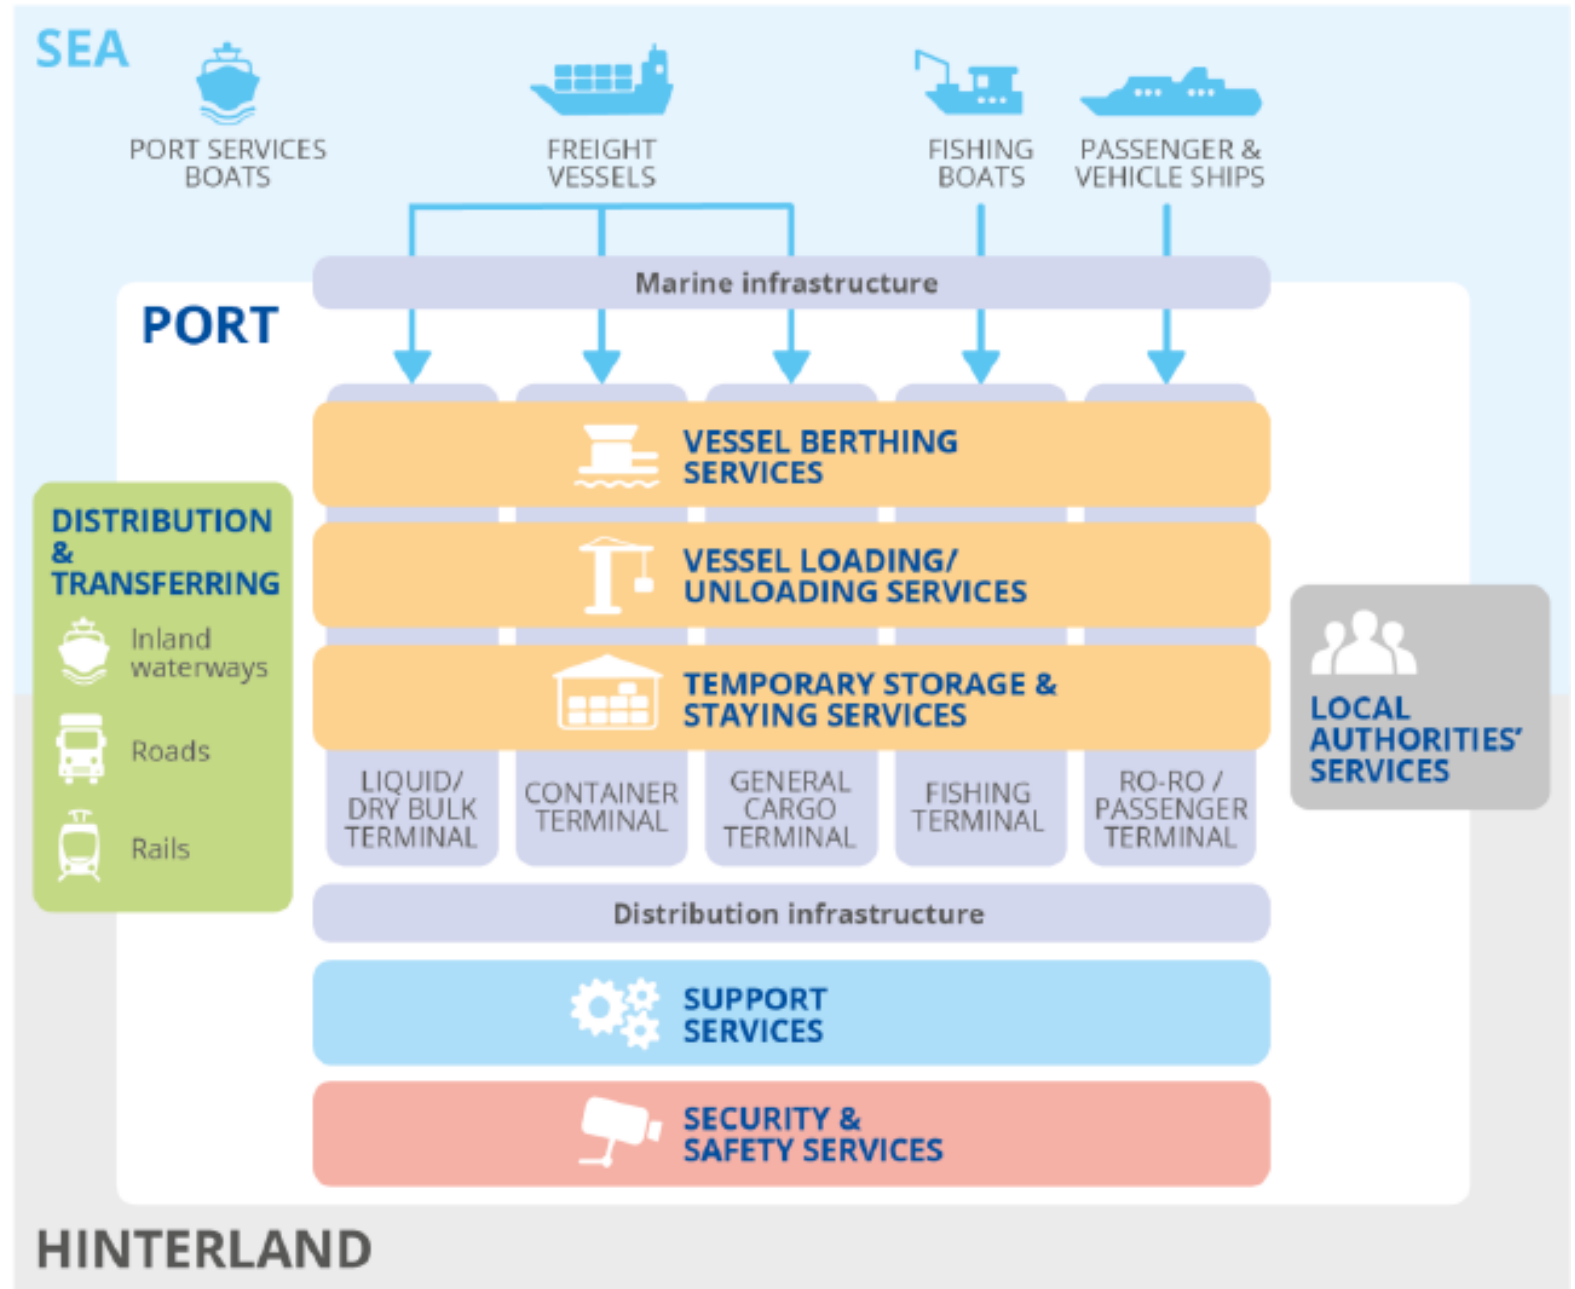 SEA
PORT SERVICES
BOATS
FREIGHT
VESSELS
FISHING
BOATS
PASSENGER &
VEHICLE SHIPS
Marine infrastructure
PORT
VESSEL BERTHING
SERVICES
VESSEL LOADING/
UNLOADING SERVICES
TEMPORARY STORAGE &
STAYING SERVICES
DISTRIBUTION
&
TRANSFERRING
Inland
waterways
Roads
Rails
LOCAL
AUTHORITIES’
SERVICES
LIQUID/
DRY BULK
TERMINAL
CONTAINER
TERMINAL
GENERAL
CARGO
TERMINAL
FISHING
TERMINAL
RO-RO /
PASSENGER
TERMINAL
Distribution infrastructure
SUPPORT
SERVICES
SECURITY &
SAFETY SERVICES
HINTERLAND